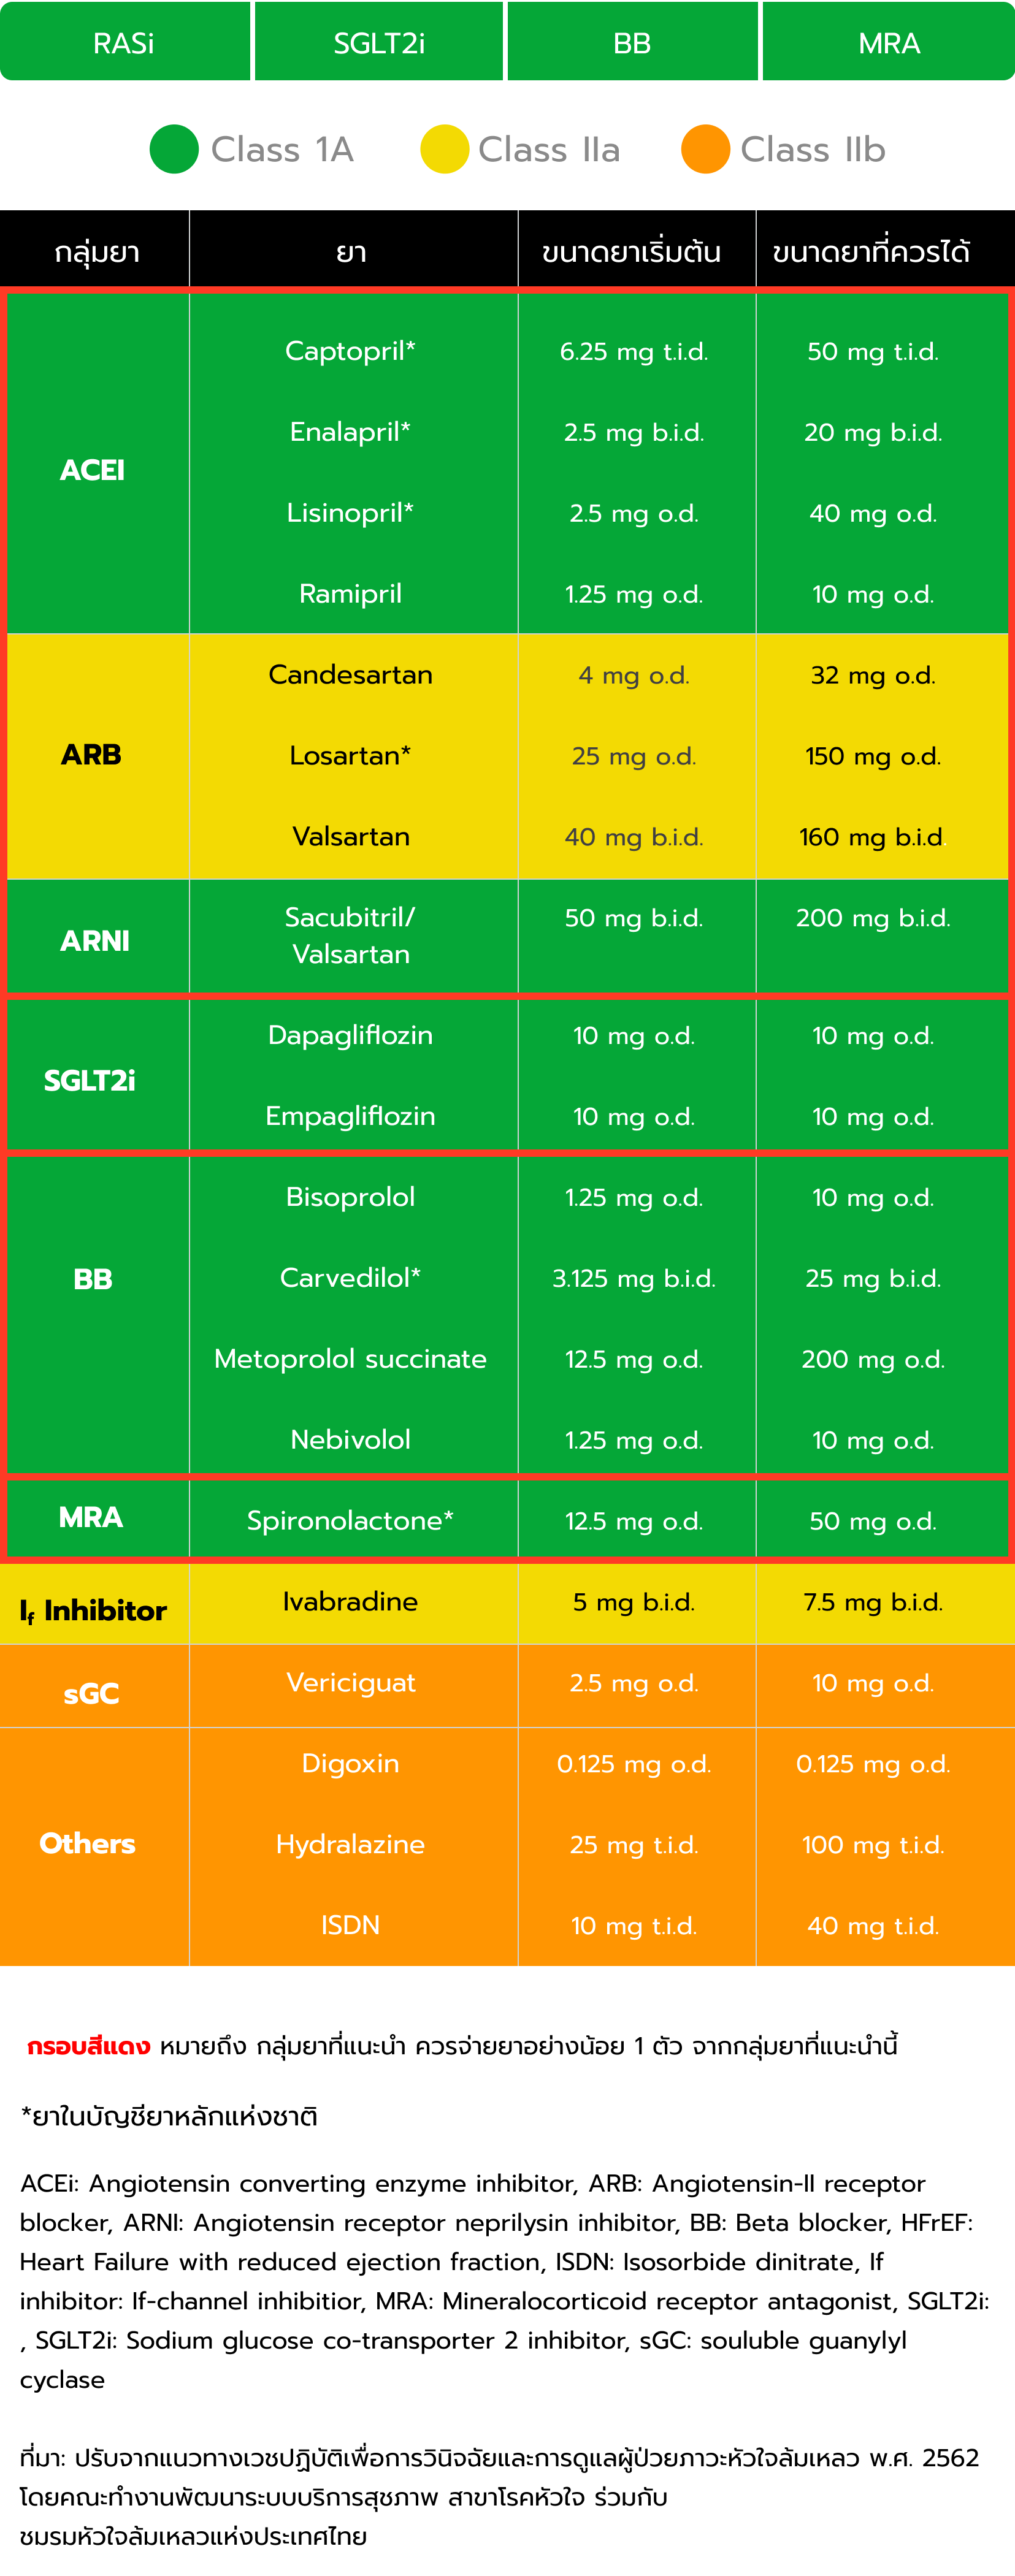 RASi SGLT2i BB MRA
Class 1A Class IIa Class IIb
กลุ่มยา ยา ขนาดยาเริ่มต้น ขนาดยาที่ควรได้
Captopril* 6.25 mg t.i.d. 50 mg t.i.d.
Enalapril* 2.5 mg b.i.d. 20 mg b.i.d.
ACEI
Lisinopril* 2.5 mg o.d. 40 mg o.d.
Ramipril 1.25 mg o.d. 10 mg o.d.
Candesartan 4 mg o.d. 32 mg o.d.
ARB Losartan* 25 mg o.d. 150 mg o.d.
Valsartan 40 mg b.i.d. 160 mg b.i.d.
Sacubitril/ 50 mg b.i.d. 200 mg b.i.d.
ARNI
Valsartan
Dapagliflozin 10 mg o.d. 10 mg o.d.
SGLT2i
Empagliflozin 10 mg o.d. 10 mg o.d.
Bisoprolol 1.25 mg o.d. 10 mg o.d.
BB Carvedilol* 3.125 mg b.i.d. 25 mg b.i.d.
Metoprolol succinate 12.5 mg o.d. 200 mg o.d.
Nebivolol 1.25 mg o.d. 10 mg o.d.
MRA Spironolactone* 12.5 mg o.d. 50 mg o.d.
If Inhibitor Ivabradine 5 mg b.i.d. 7.5 mg b.i.d.
sGC Vericiguat 2.5 mg o.d. 10 mg o.d.
Digoxin 0.125 mg o.d. 0.125 mg o.d.
Others Hydralazine 25 mg t.i.d. 100 mg t.i.d.
ISDN 10 mg t.i.d. 40 mg t.i.d.
กรอบสีแดง หมายถึง กลุ่มยาที่แนะนำ ควรจ่ายยาอย่างน้อย 1 ตัว จากกลุ่มยาที่แนะนำนี้
*ยาในบัญชียาหลักแห่งชาติ
ACEi: Angiotensin converting enzyme inhibitor, ARB: Angiotensin-II receptor
blocker, ARNI: Angiotensin receptor neprilysin inhibitor, BB: Beta blocker, HFrEF:
Heart Failure with reduced ejection fraction, ISDN: Isosorbide dinitrate, If
inhibitor: If-channel inhibitior, MRA: Mineralocorticoid receptor antagonist, SGLT2i:
, SGLT2i: Sodium glucose co-transporter 2 inhibitor, sGC: souluble guanylyl
cyclase
ที่มา: ปรับจากแนวทางเวชปฏิบัติเพื่อการวินิจฉัยและการดูแลผู้ป่วยภาวะหัวใจล้มเหลว พ.ศ. 2562
โดยคณะทำงานพัฒนาระบบบริการสุขภาพ สาขาโรคหัวใจ ร่วมกับ
ชมรมหัวใจล้มเหลวแห่งประเทศไทย